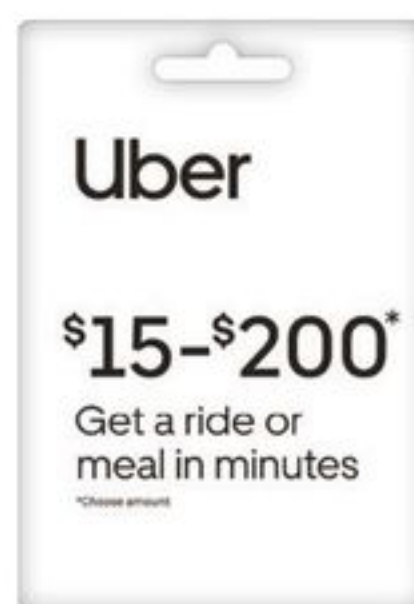 Uber
$15-$200*
Get a ride or
meal in minutes
*Choose amount